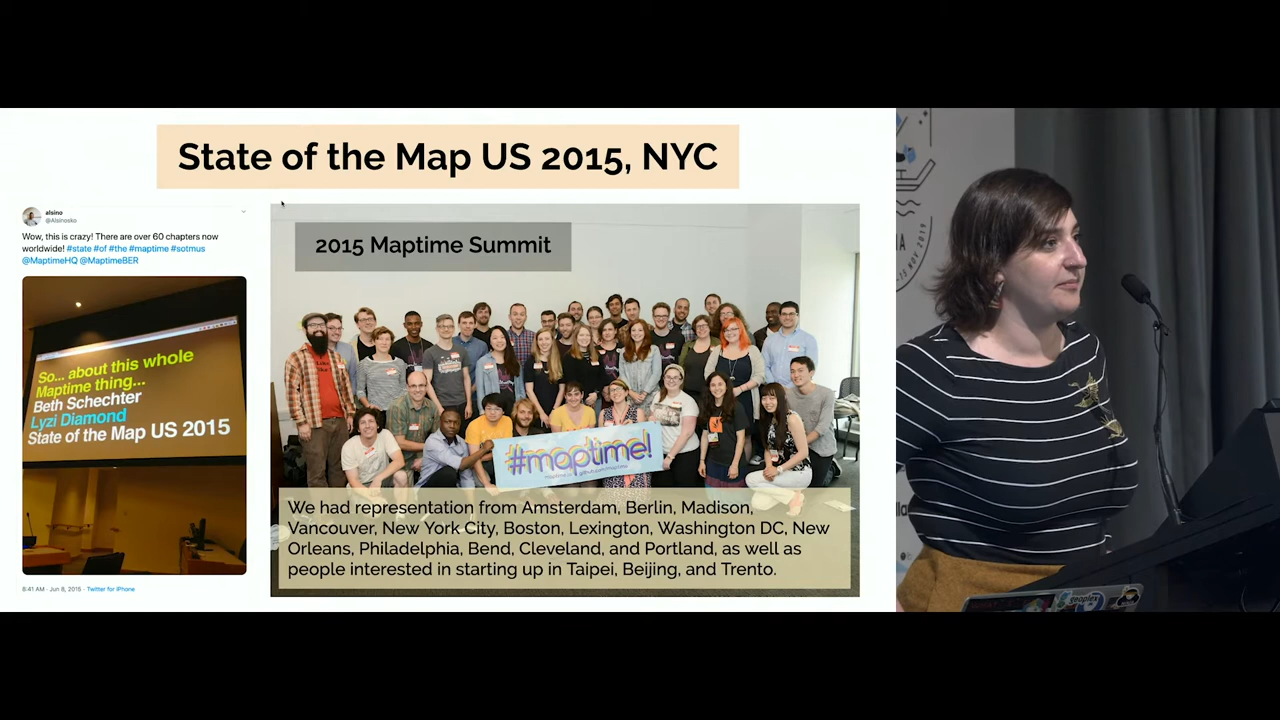 State of the Map US 2015, NYC
alsino
@Alsinosko
Wow, this is crazy! There are over 60 chapters now
worldwide! #state #of #the #maptime #sotmus
@MaptimeHQ @MaptimeBER
So... about this whole
Maptime thing...
Beth Schechter
Lyzi Diamond
State of the Map US 2015
8:41 AM · Jun 8, 2015 · Twitter for iPhone
2015 Maptime Summit
#maptime!
We had representation from Amsterdam, Berlin, Madison,
Vancouver, New York City, Boston, Lexington, Washington DC, New
Orleans, Philadelphia, Bend, Cleveland, and Portland, as well as
people interested in starting up in Taipei, Beijing, and Trento.
NOV 2019
geoplex